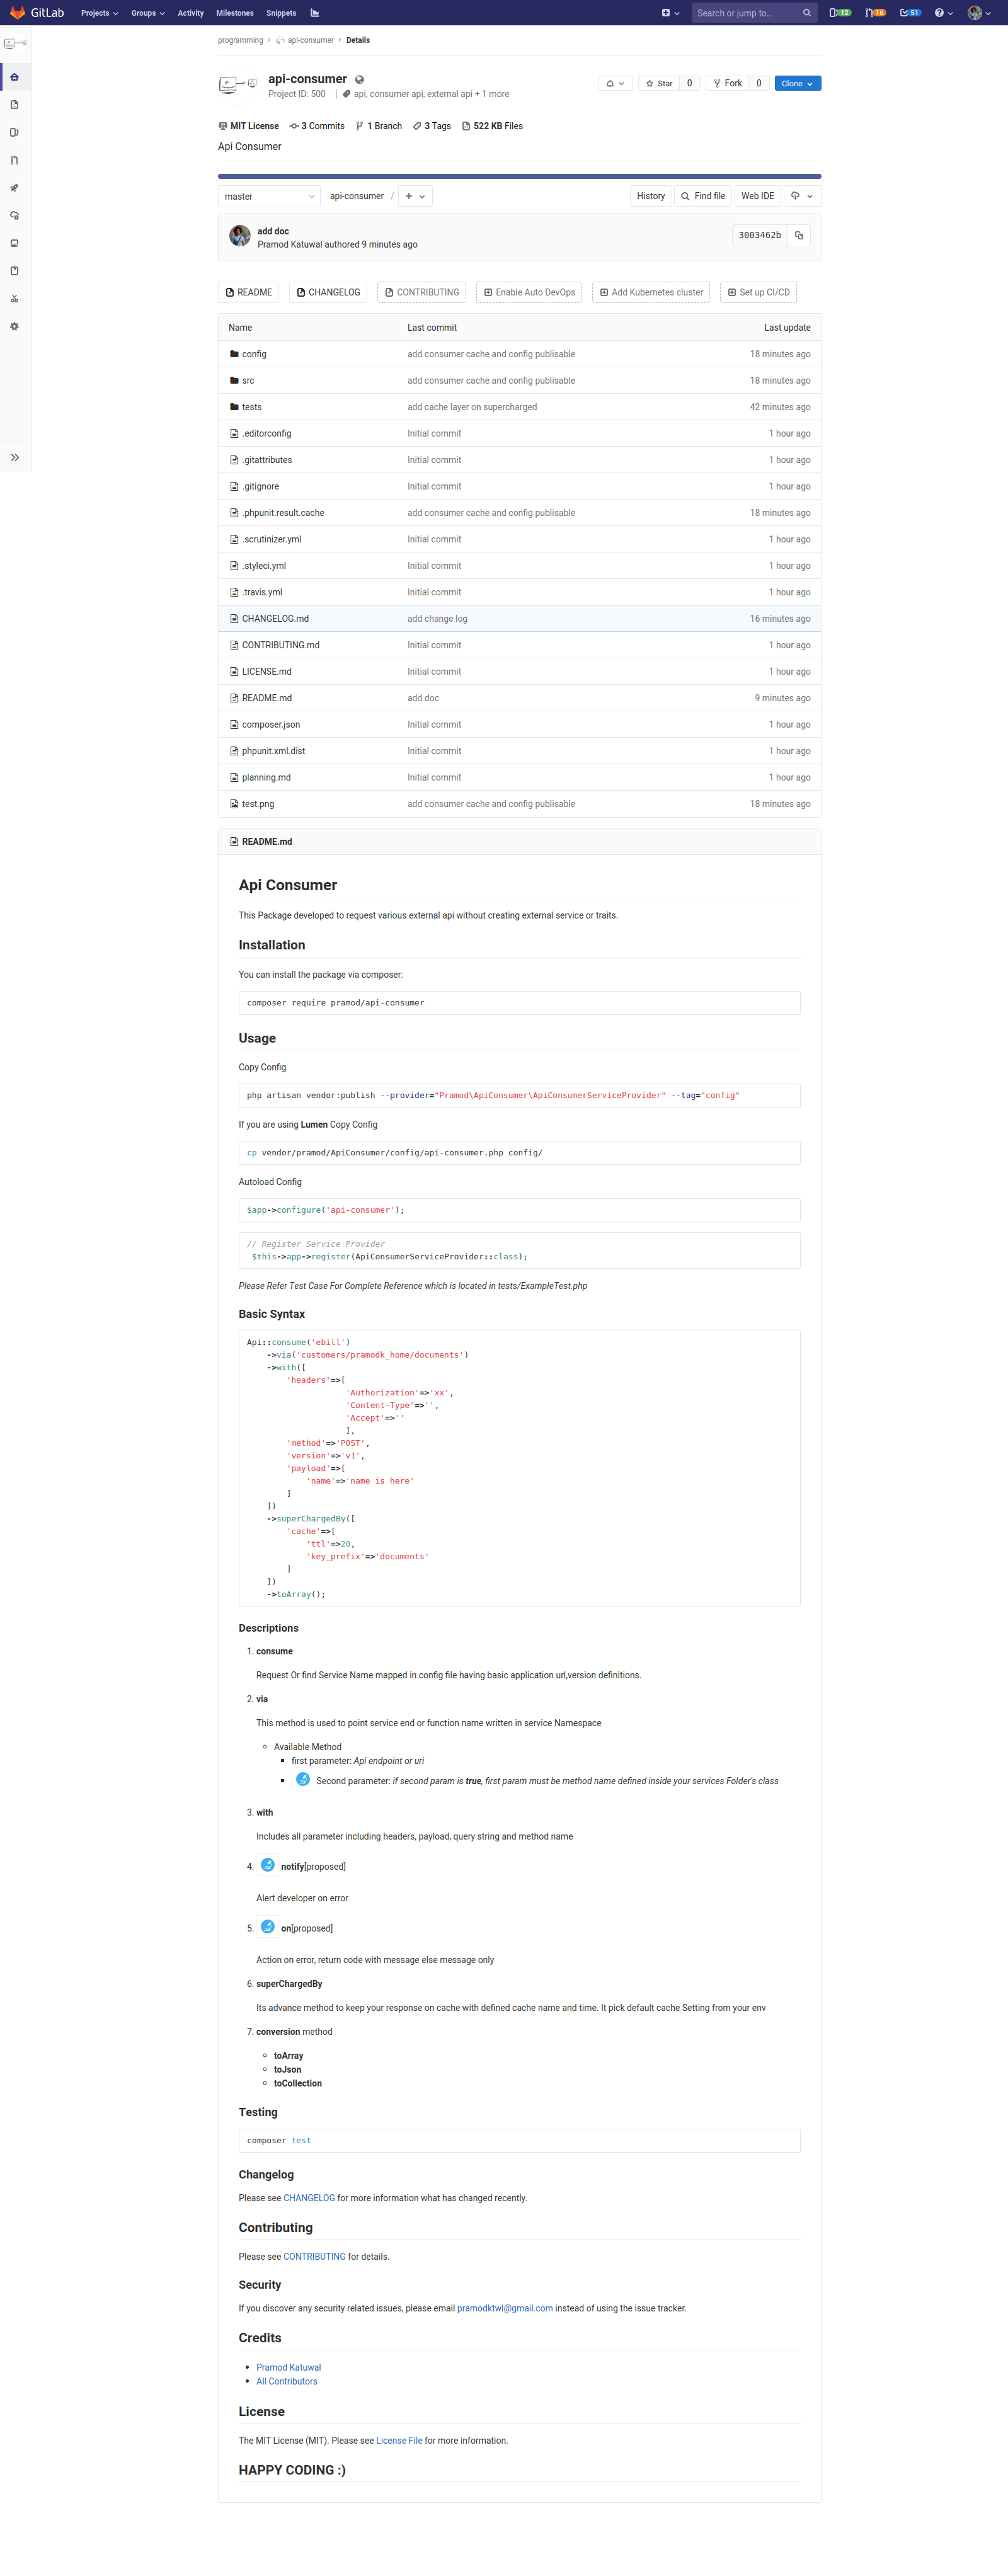 GitLab Projects Groups Activity Milestones Snippets Search or jump to... 12 16 51
programming > api-consumer > Details
api-consumer
Project ID: 500 | api, consumer api, external api + 1 more
Star 0 Fork 0 Clone
MIT License 3 Commits 1 Branch 3 Tags 522 KB Files
Api Consumer
master api-consumer / + History Find file Web IDE
add doc
Pramod Katuwal authored 9 minutes ago
3003462b
README CHANGELOG CONTRIBUTING Enable Auto DevOps Add Kubernetes cluster Set up CI/CD
Name Last commit Last update
config add consumer cache and config publisable 18 minutes ago
src add consumer cache and config publisable 18 minutes ago
tests add cache layer on supercharged 42 minutes ago
.editorconfig Initial commit 1 hour ago
.gitattributes Initial commit 1 hour ago
.gitignore Initial commit 1 hour ago
.phpunit.result.cache add consumer cache and config publisable 18 minutes ago
.scrutinizer.yml Initial commit 1 hour ago
.styleci.yml Initial commit 1 hour ago
.travis.yml Initial commit 1 hour ago
CHANGELOG.md add change log 16 minutes ago
CONTRIBUTING.md Initial commit 1 hour ago
LICENSE.md Initial commit 1 hour ago
README.md add doc 9 minutes ago
composer.json Initial commit 1 hour ago
phpunit.xml.dist Initial commit 1 hour ago
planning.md Initial commit 1 hour ago
test.png add consumer cache and config publisable 18 minutes ago
README.md
Api Consumer
This Package developed to request various external api without creating external service or traits.
Installation
You can install the package via composer:
composer require pramod/api-consumer
Usage
Copy Config
php artisan vendor:publish --provider="Pramod\ApiConsumer\ApiConsumerServiceProvider" --tag="config"
If you are using Lumen Copy Config
cp vendor/pramod/ApiConsumer/config/api-consumer.php config/
Autoload Config
$app->configure('api-consumer');
// Register Service Provider
$this->app->register(ApiConsumerServiceProvider::class);
Please Refer Test Case For Complete Reference which is located in tests/ExampleTest.php
Basic Syntax
Api::consume('ebill')
->via('customers/pramodk_home/documents')
->with([
'headers'=>[
'Authorization'=>'xx',
'Content-Type'=>'',
'Accept'=>''
],
'method'=>'POST',
'version'=>'v1',
'payload'=>[
'name'=>'name is here'
]
])
->superChargedBy([
'cache'=>[
'ttl'=>20,
'key_prefix'=>'documents'
]
])
->toArray();
Descriptions
1. consume
Request Or find Service Name mapped in config file having basic application url,version definitions.
2. via
This method is used to point service end or function name written in service Namespace
Available Method
first parameter: Api endpoint or uri
Second parameter: if second param is true, first param must be method name defined inside your services Folder's class
3. with
Includes all parameter including headers, payload, query string and method name
4. notify[proposed]
Alert developer on error
5. on[proposed]
Action on error, return code with message else message only
6. superChargedBy
Its advance method to keep your response on cache with defined cache name and time. It pick default cache Setting from your env
7. conversion method
toArray
toJson
toCollection
Testing
composer test
Changelog
Please see CHANGELOG for more information what has changed recently.
Contributing
Please see CONTRIBUTING for details.
Security
If you discover any security related issues, please email pramodktwl@gmail.com instead of using the issue tracker.
Credits
Pramod Katuwal
All Contributors
License
The MIT License (MIT). Please see License File for more information.
HAPPY CODING :)